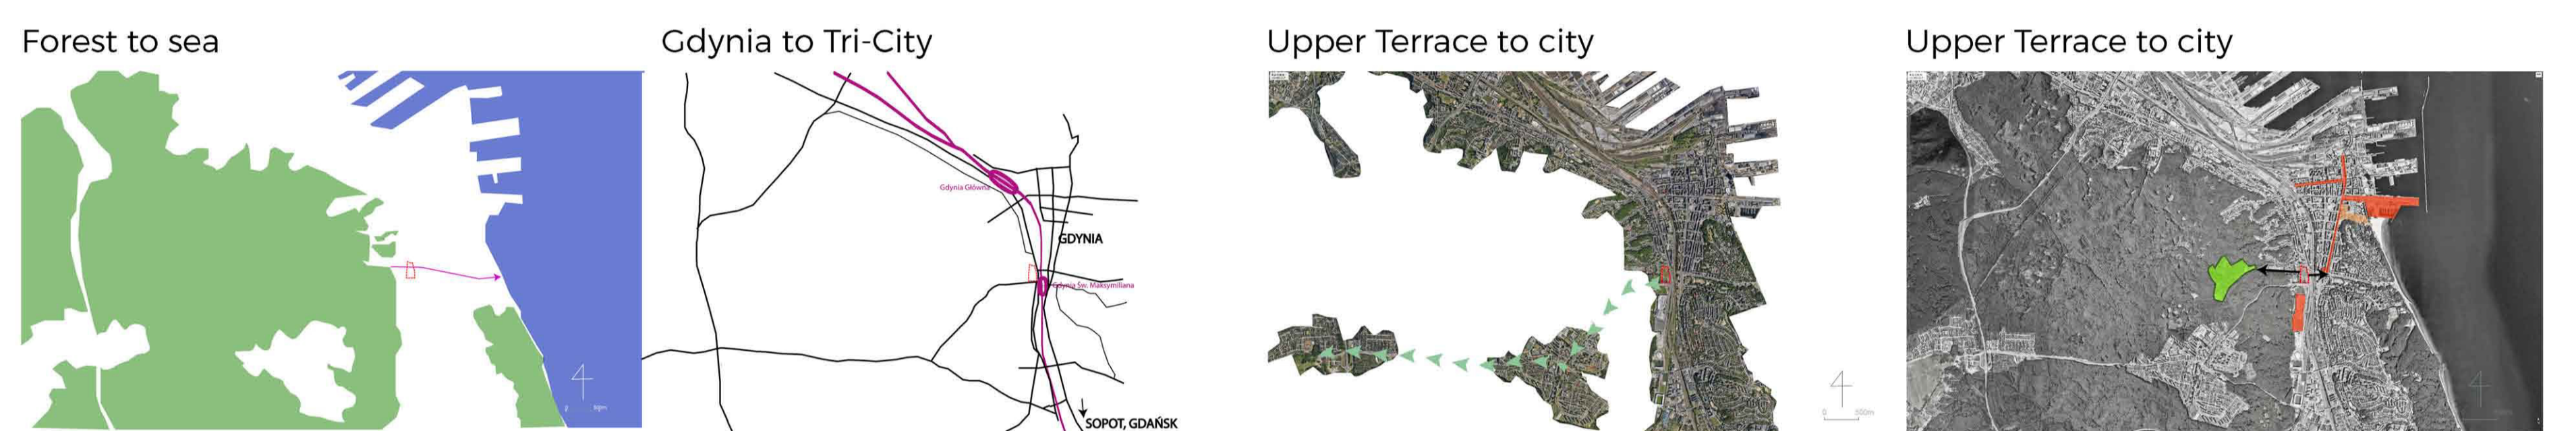 Forest to sea
Gdynia to Tri-City
Upper Terrace to city
Upper Terrace to city
Gdynia Główna
GDYNIA
Gdynia Św. Maksymiliana
SOPOT, GDAŃSK
0 500m